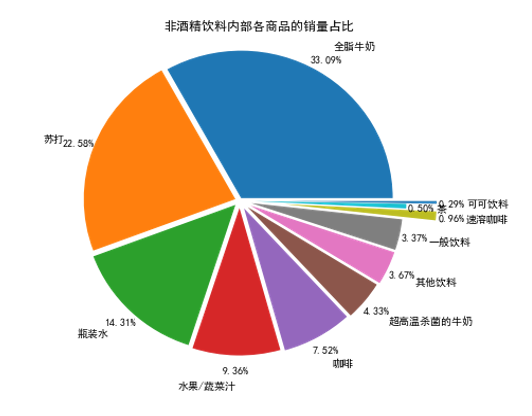 非酒精饮料内部各商品的销量占比
全脂牛奶
33.09%
苏打
22.58%
瓶装水
14.31%
水果/蔬菜汁
9.36%
咖啡
7.52%
超高温杀菌的牛奶
4.33%
其他饮料
3.67%
一般饮料
3.37%
速溶咖啡
0.96%
茶
0.50%
可可饮料
0.29%